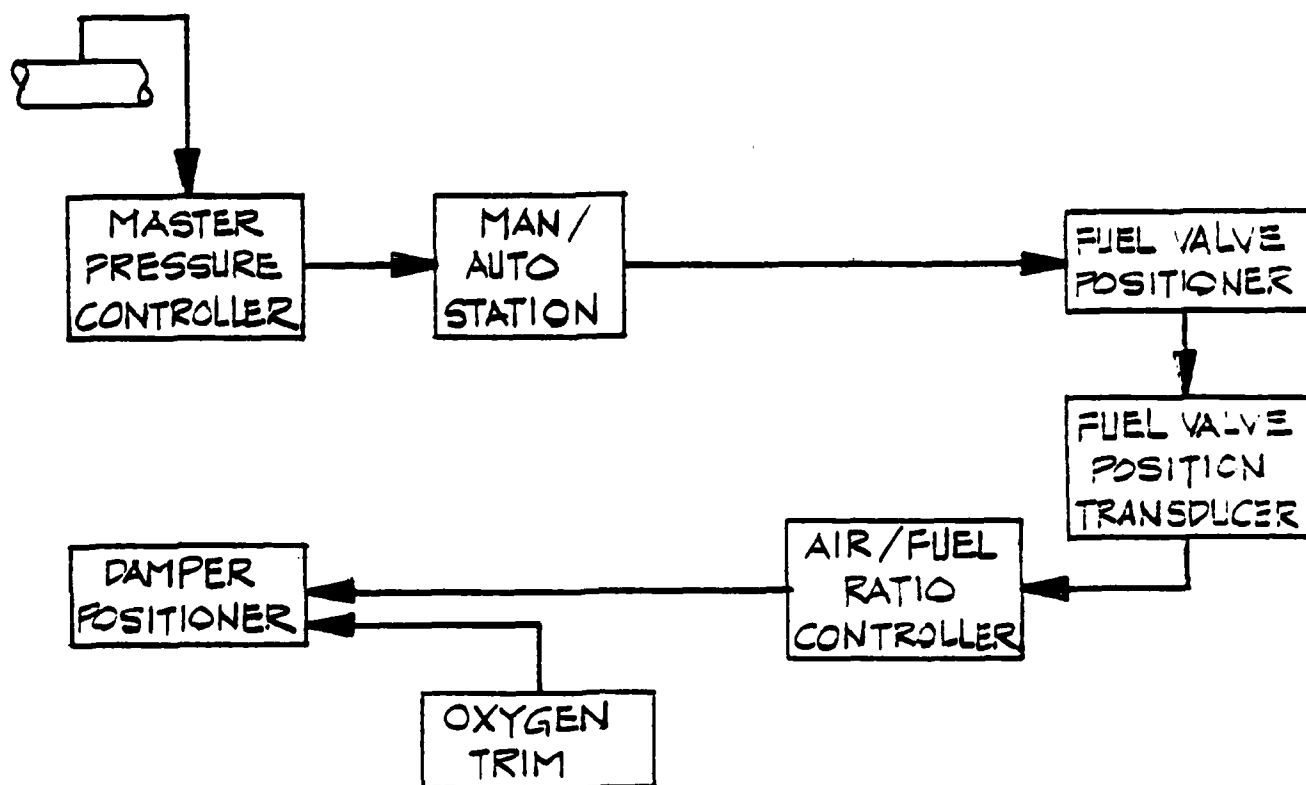 MASTER
PRESSURE
CONTROLLER
MAN/
AUTO
STATION
FUEL VALVE
POSITIONER
FUEL VALVE
POSITION
TRANSDUCER
AIR/FUEL
RATIO
CONTROLLER
DAMPER
POSITIONER
OXYGEN
TRIM